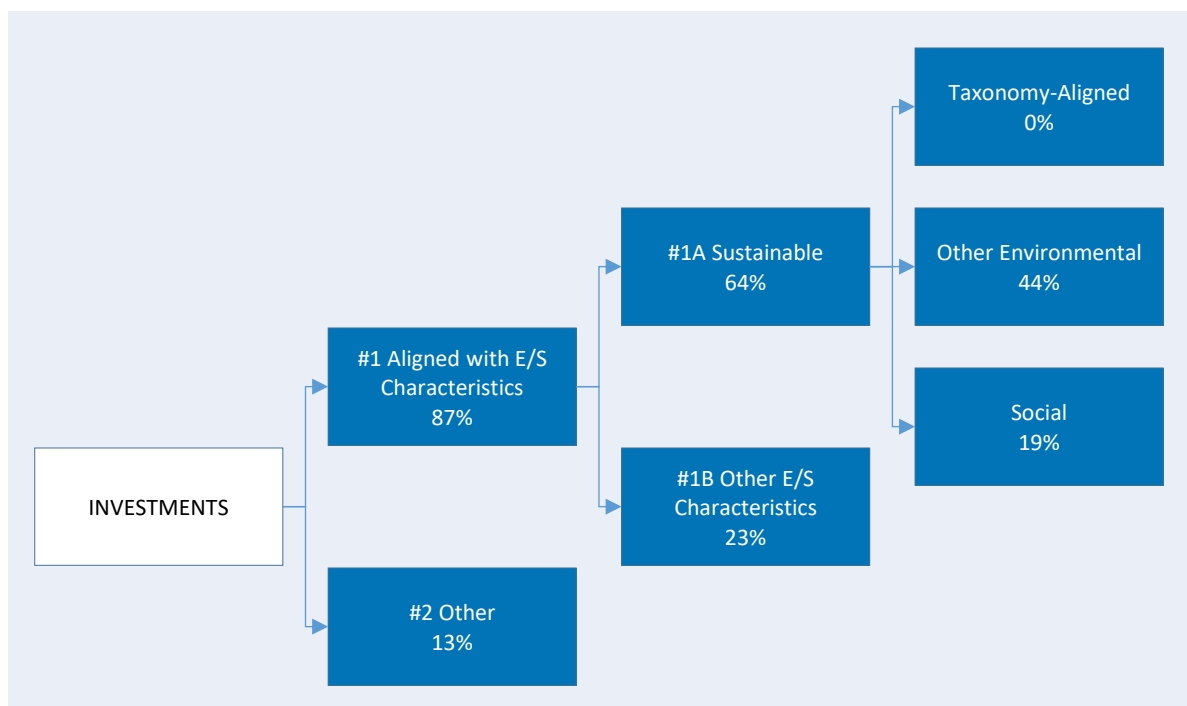 INVESTMENTS
#1 Aligned with E/S
Characteristics
87%
#2 Other
13%
#1A Sustainable
64%
#1B Other E/S
Characteristics
23%
Taxonomy-Aligned
0%
Other Environmental
44%
Social
19%